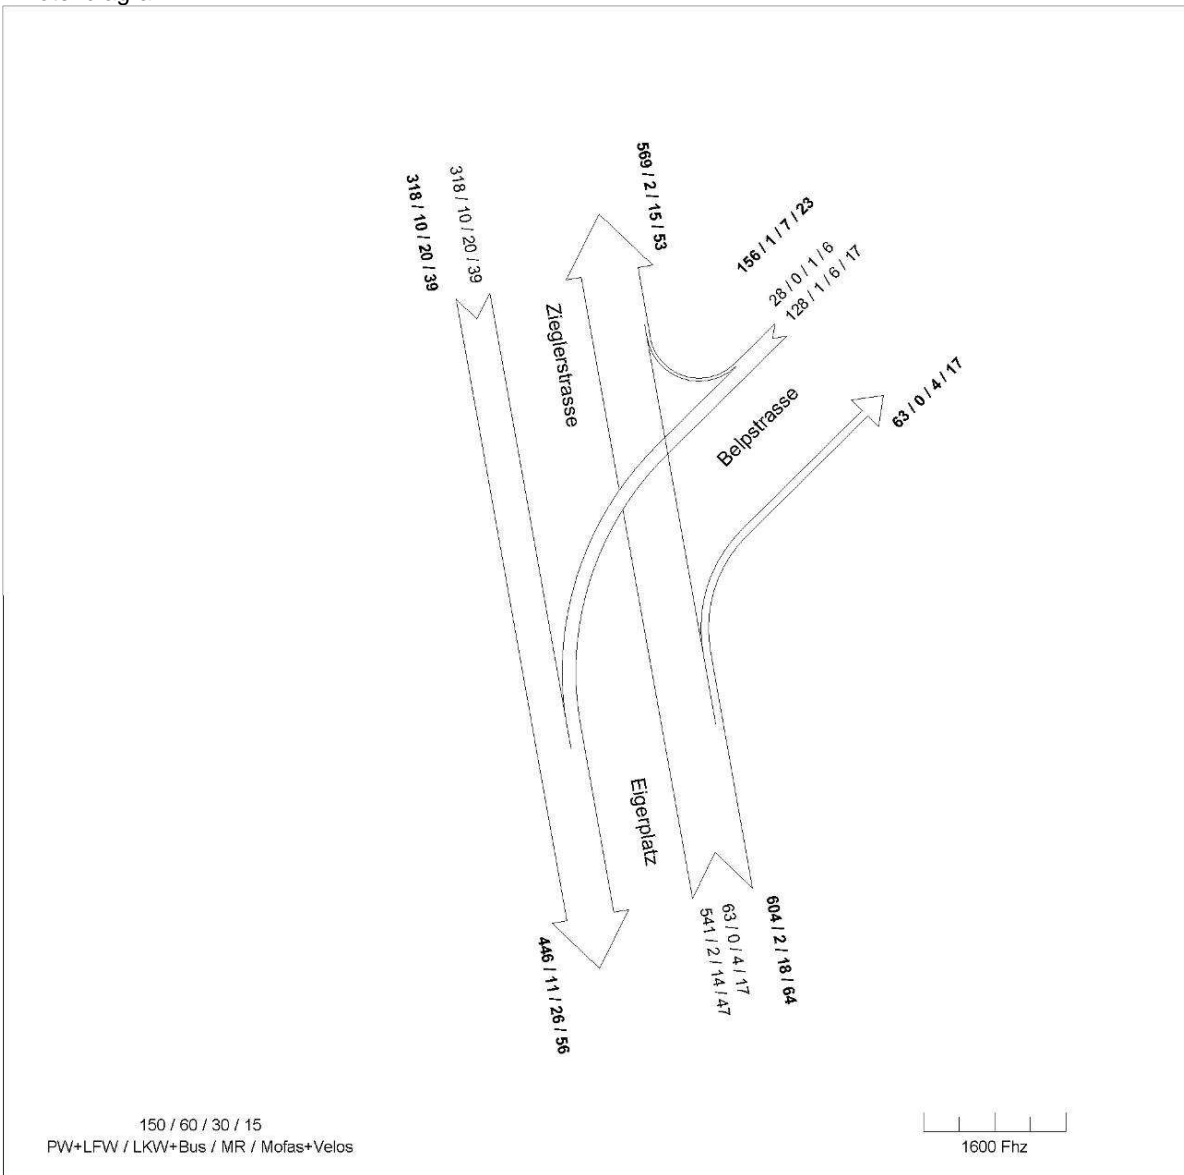 318 / 10 / 20 / 39
318 / 10 / 20 / 39
569 / 2 / 15 / 53
156 / 1 / 7 / 23
28 / 0 / 1 / 6
128 / 1 / 6 / 17
Zieglerstrasse
Belpstrasse
63 / 0 / 4 / 17
Eigerplatz
604 / 2 / 18 / 64
63 / 0 / 4 / 17
541 / 2 / 14 / 47
446 / 11 / 26 / 56
150 / 60 / 30 / 15
PW+LFW / LKW+Bus / MR / Mofas+Velos
1600 Fhz